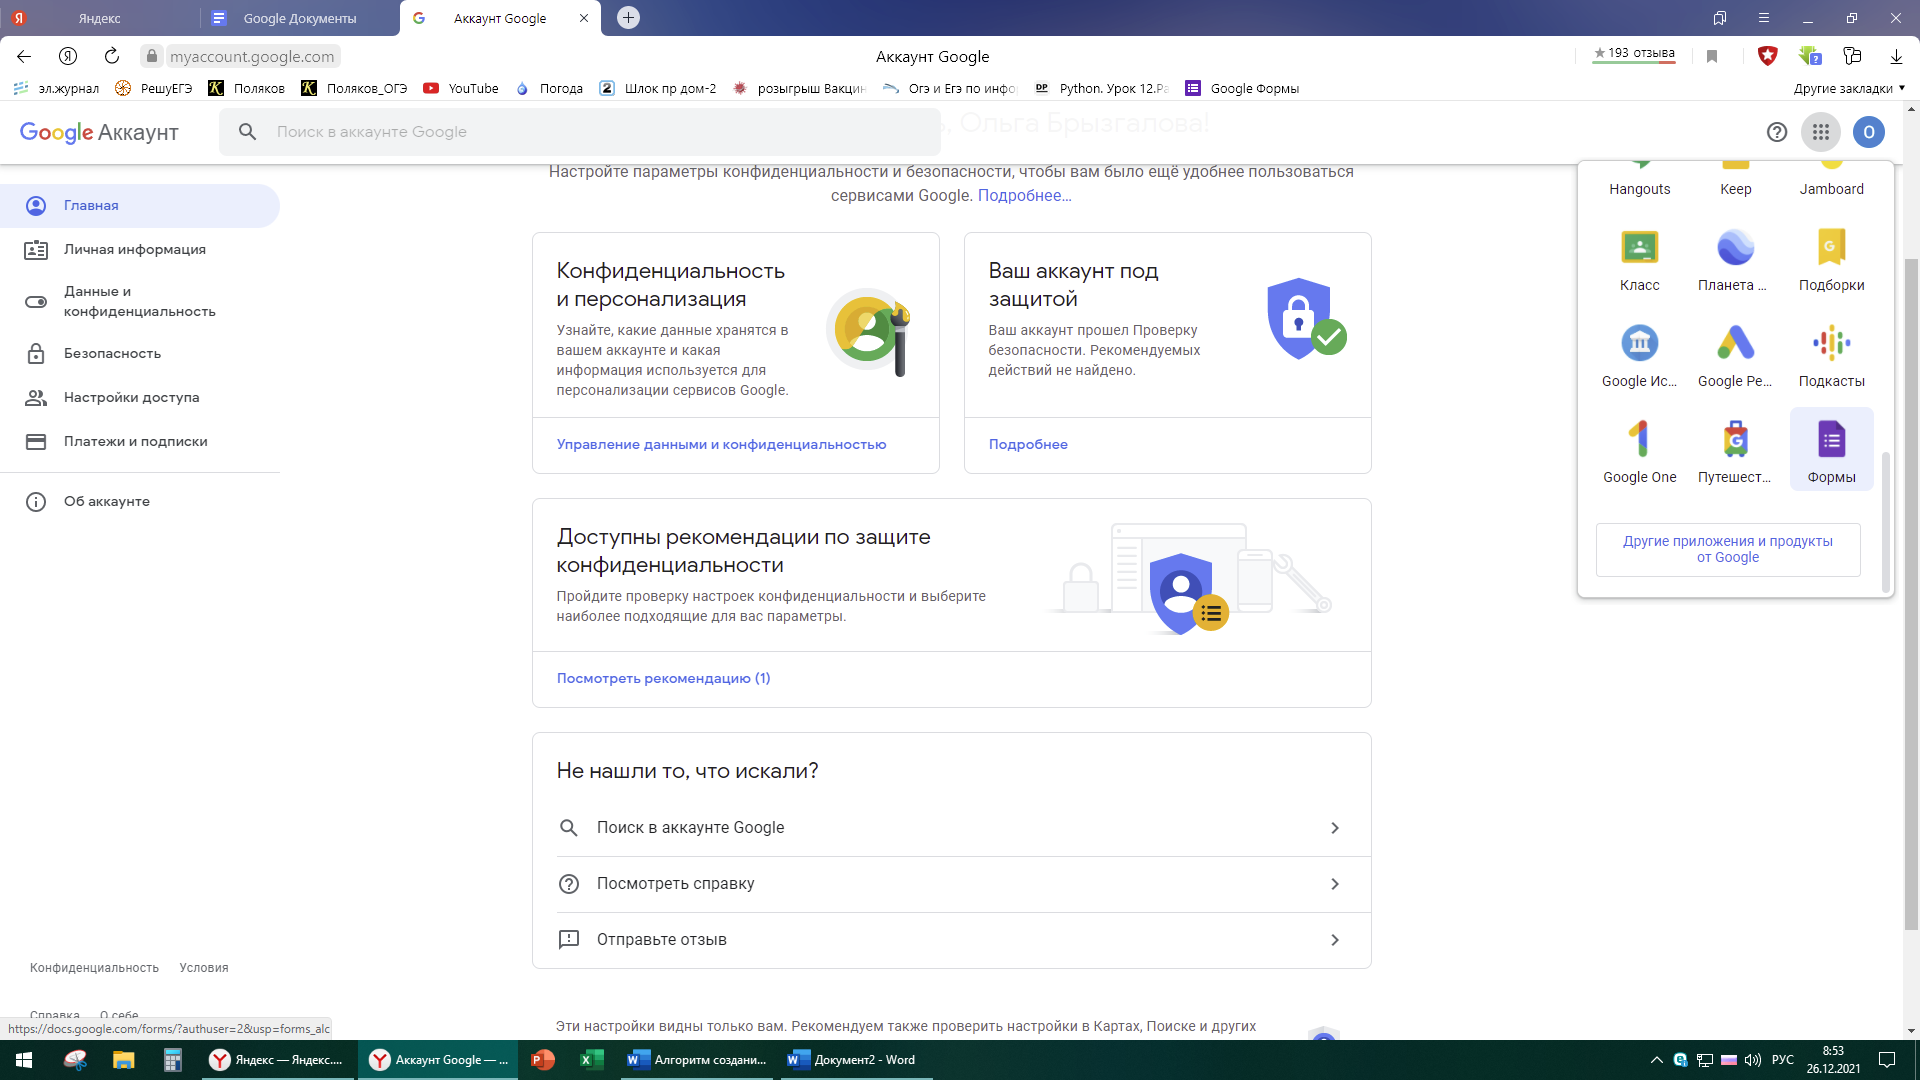 Яндекс
Google Документы
Аккаунт Google
myaccount.google.com
Аккаунт Google
193 отзыва
эл.журнал
РешуЕГЭ
Поляков
Поляков_ОГЭ
YouTube
Погода
Шлок пр дом-2
розыгрыш Вакцин
Огэ и Егэ по инфо
Python. Урок 12.Ра
Google Формы
Другие закладки
Google Аккаунт
Поиск в аккаунте Google
ь, Ольга Брызгалова!
O
Настройте параметры конфиденциальности и безопасности, чтобы вам было ещё удобнее пользоваться
сервисами Google. Подробнее…
Главная
Личная информация
Данные и
конфиденциальность
Безопасность
Настройки доступа
Платежи и подписки
Об аккаунте
Конфиденциальность
и персонализация
Узнайте, какие данные хранятся в
вашем аккаунте и какая
информация используется для
персонализации сервисов Google.
Управление данными и конфиденциальностью
Ваш аккаунт под
защитой
Ваш аккаунт прошел Проверку
безопасности. Рекомендуемых
действий не найдено.
Подробнее
Доступны рекомендации по защите
конфиденциальности
Пройдите проверку настроек конфиденциальности и выберите
наиболее подходящие для вас параметры.
Посмотреть рекомендацию (1)
Не нашли то, что искали?
Поиск в аккаунте Google
Посмотреть справку
Отправьте отзыв
Эти настройки видны только вам. Рекомендуем также проверить настройки в Картах, Поиске и других
Hangouts
Keep
Jamboard
Класс
Планета ...
Подборки
Google Ис...
Google Ре...
Подкасты
Google One
Путешест...
Формы
Другие приложения и продукты
от Google
Конфиденциальность
Условия
Справка
О себе
https://docs.google.com/forms/?authuser=2&usp=forms_alc
Яндекс — Яндекс....
Аккаунт Google — ...
Алгоритм создани...
Документ2 - Word
РУС
8:53
26.12.2021